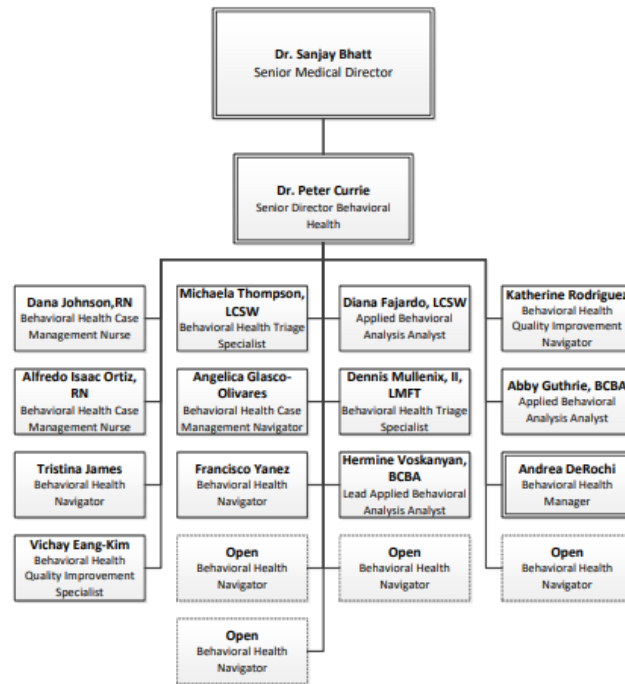 Dr. Sanjay Bhatt
Senior Medical Director
Dr. Peter Currie
Senior Director Behavioral
Health
Dana Johnson,RN
Behavioral Health Case
Management Nurse
Michaela Thompson,
LCSW
Behavioral Health Triage
Specialist
Diana Fajardo, LCSW
Applied Behavioral
Analysis Analyst
Katherine Rodriguez
Behavioral Health
Quality Improvement
Navigator
Alfredo Isaac Ortiz,
RN
Behavioral Health Case
Management Nurse
Angelica Glasco-
Olivares
Behavioral Health Case
Management Navigator
Dennis Mullenix, II,
LMFT
Behavioral Health Triage
Specialist
Abby Guthrie, BCBA
Applied Behavioral
Analysis Analyst
Tristina James
Behavioral Health
Navigator
Francisco Yanez
Behavioral Health
Navigator
Hermine Voskanyan,
BCBA
Lead Applied Behavioral
Analysis Analyst
Andrea DeRochi
Behavioral Health
Manager
Vichay Eang-Kim
Behavioral Health
Quality Improvement
Specialist
Open
Behavioral Health
Navigator
Open
Behavioral Health
Navigator
Open
Behavioral Health
Navigator
Open
Behavioral Health
Navigator